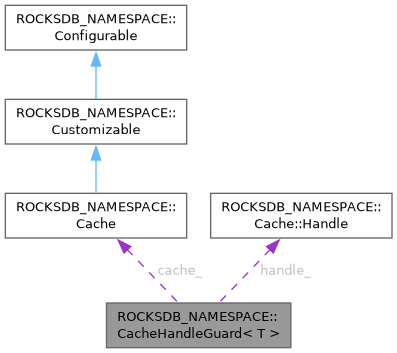 ROCKSDB_NAMESPACE::
Configurable
ROCKSDB_NAMESPACE::
Customizable
ROCKSDB_NAMESPACE::
Cache
ROCKSDB_NAMESPACE::
Cache::Handle
cache_
handle_
ROCKSDB_NAMESPACE::
CacheHandleGuard< T >